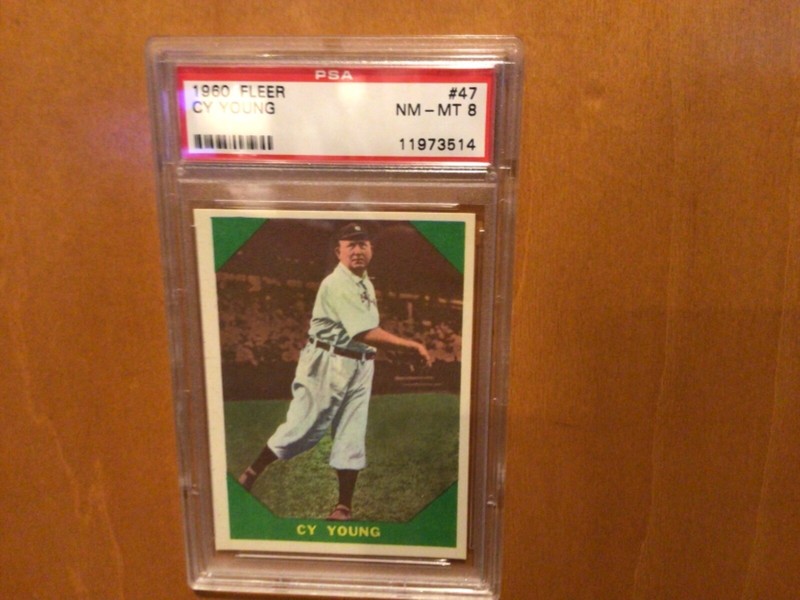 PSA
1960 FLEER #47
CY YOUNG NM-MT 8
11973514
CY YOUNG